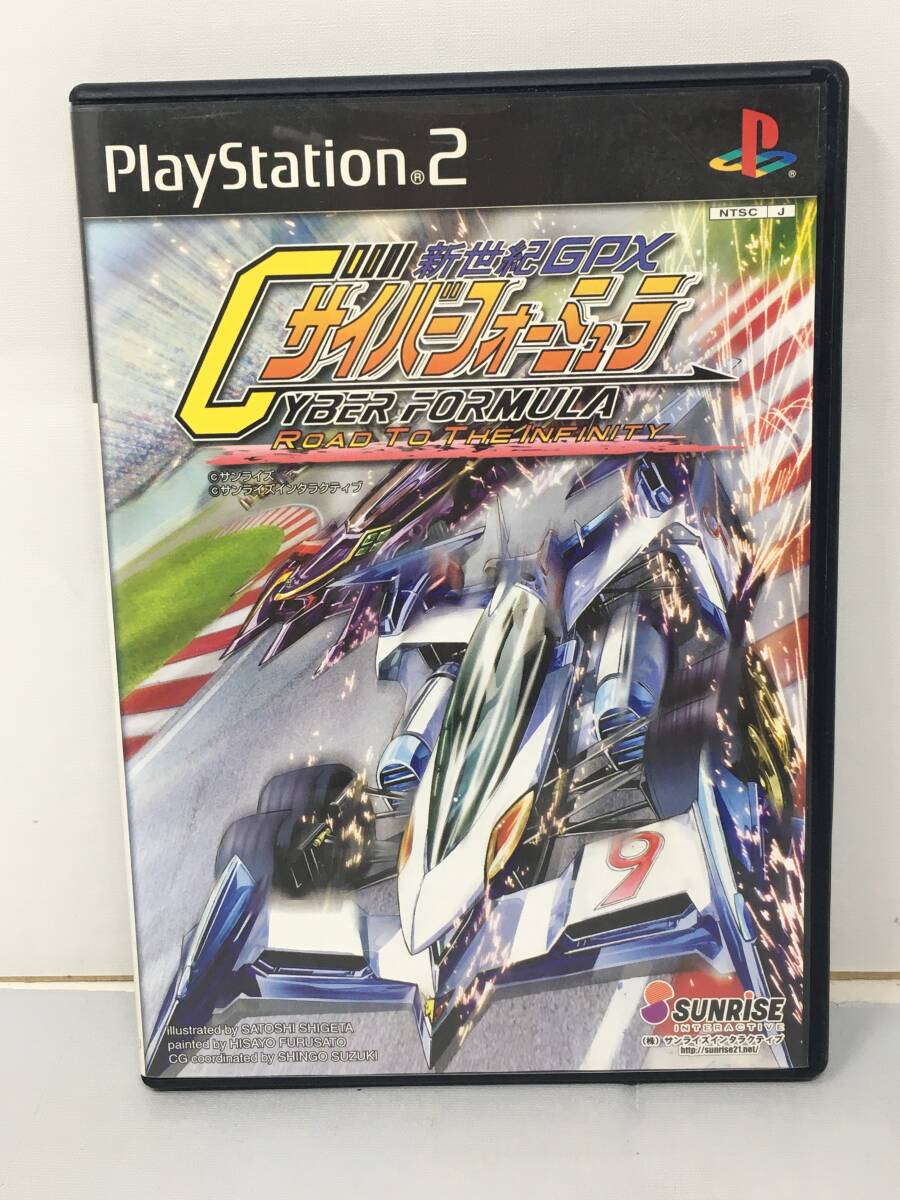 PlayStation®2
NTSC J
新世紀GPX
サイバーフォーミュラ
CYBER FORMULA
ROAD TO THE INFINITY
©サンライズ
©サンライズインタラクティブ
9
illustrated by SATOSHI SHIGETA
painted by HISAYO FURUSATO
CG coordinated by SHINGO SUZUKI
SUNRISE
INTERACTIVE
(株) サンライズインタラクティブ
http://sunrise21.net/